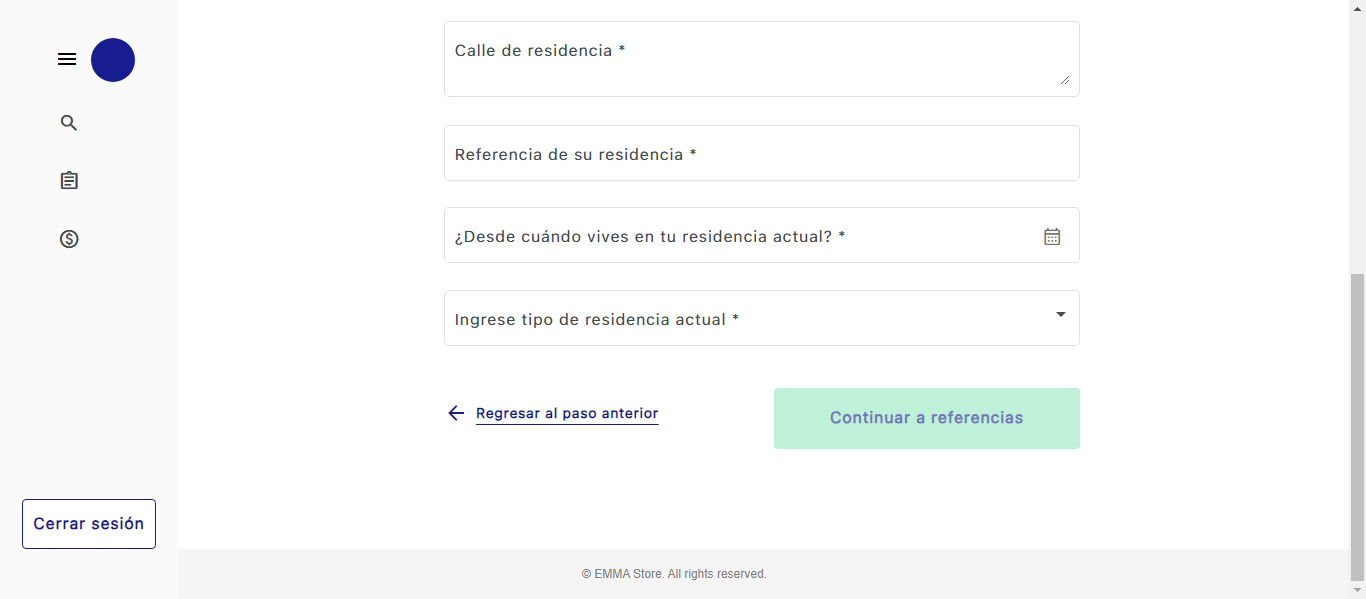 Calle de residencia *
Referencia de su residencia *
¿Desde cuándo vives en tu residencia actual? *
Ingrese tipo de residencia actual *
Regresar al paso anterior
Continuar a referencias
Cerrar sesión
© EMMA Store. All rights reserved.